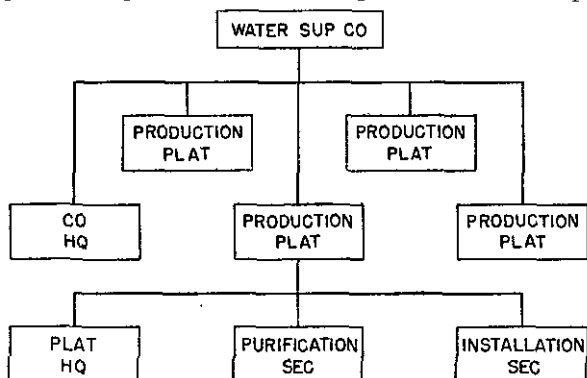 WATER SUP CO
PRODUCTION
PLAT
PRODUCTION
PLAT
CO
HQ
PRODUCTION
PLAT
PRODUCTION
PLAT
PLAT
HQ
PURIFICATION
SEC
INSTALLATION
SEC